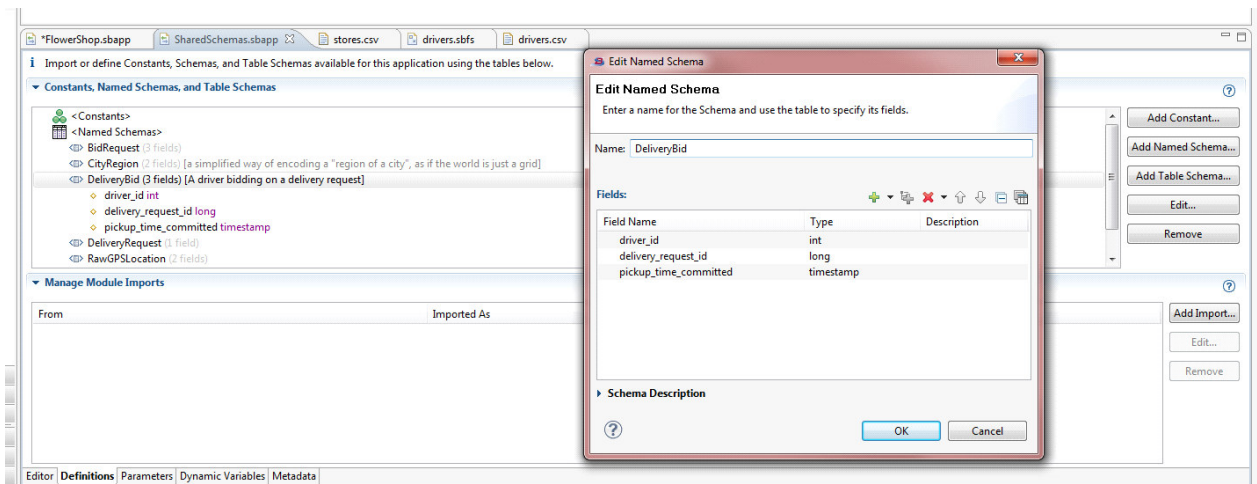 *FlowerShop.sbapp SharedSchemas.sbapp stores.csv drivers.sbfs drivers.csv
i Import or define Constants, Schemas, and Table Schemas available for this application using the tables below.
Constants, Named Schemas, and Table Schemas
<Constants>
<Named Schemas>
BidRequest (3 fields)
CityRegion (2 fields) [a simplified way of encoding a "region of a city", as if the world is just a grid]
DeliveryBid (3 fields) [A driver bidding on a delivery request]
driver_id int
delivery_request_id long
pickup_time_committed timestamp
DeliveryRequest (1 field)
RawGPSLocation (2 fields)
Add Constant...
Add Named Schema...
Add Table Schema...
Edit...
Remove
Manage Module Imports
From Imported As
Add Import...
Edit...
Remove
Editor Definitions Parameters Dynamic Variables Metadata
Edit Named Schema
Edit Named Schema
Enter a name for the Schema and use the table to specify its fields.
Name: DeliveryBid
Fields:
Field Name Type Description
driver_id int
delivery_request_id long
pickup_time_committed timestamp
Schema Description
? OK Cancel